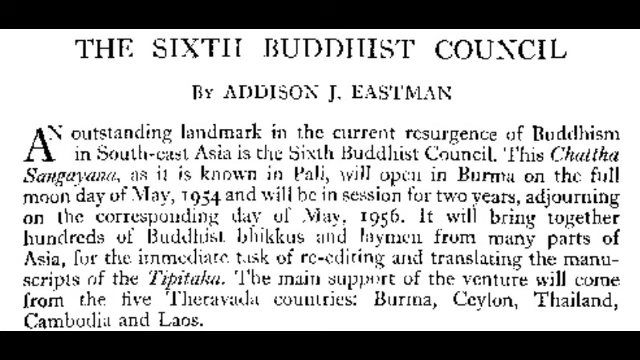 THE SIXTH BUDDHIST COUNCIL
BY ADDISON J. EASTMAN
AN outstanding landmark in the current resurgence of Buddhism
in South-east Asia is the Sixth Buddhist Council. This Chattha
Sangayana, as it is known in Pali, will open in Burma on the full
moon day of May, 1954 and will be in session for two years, adjourning
on the corresponding day of May, 1956. It will bring together
hundreds of Buddhist bhikkus and laymen from many parts of
Asia, for the immediate task of re-editing and translating the manu-
scripts of the Tipitaka. The main support of the venture will come
from the five Theravada countries: Burma, Ceylon, Thailand,
Cambodia and Laos.